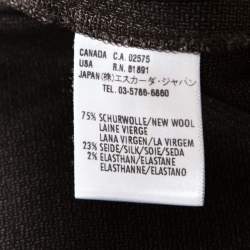 CANADA C.A. 02575
USA R.N. 81891
JAPAN(株)エスカーダ・ジャパン
TEL. 03-5786-6860
75% SCHURWOLLE/NEW WOOL
LAINE VIERGE
LANA VIRGEN/LA VIRGEM
23% SEIDE/SILK/SOIE/SEDA
2% ELASTHAN/ELASTANE
ELASTHANNE/ELASTANO